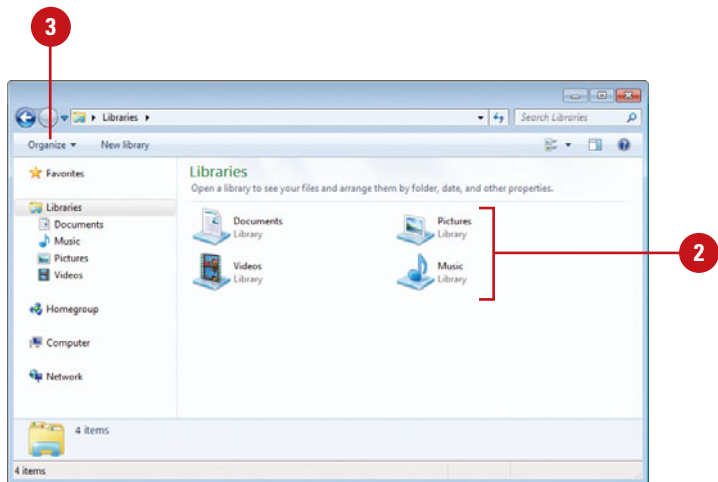 3
Libraries
Search Libraries
Organize
New library
Favorites
Libraries
Documents
Music
Pictures
Videos
Homegroup
Computer
Network
Libraries
Open a library to see your files and arrange them by folder, date, and other properties.
Documents
Library
Pictures
Library
Videos
Library
Music
Library
2
4 items
4 items